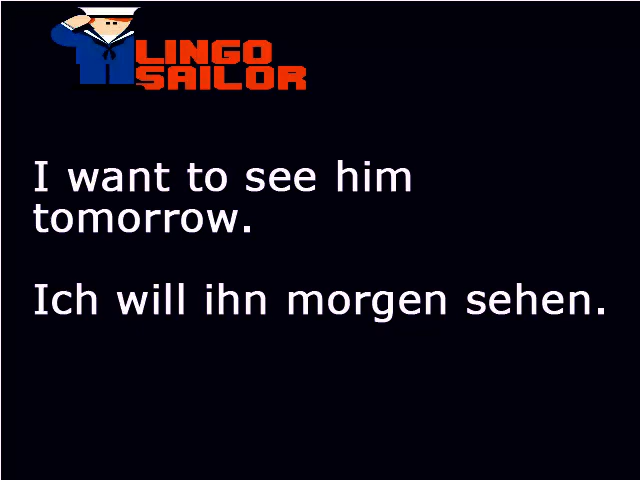 LINGO
SAILOR
I want to see him
tomorrow.
Ich will ihn morgen sehen.